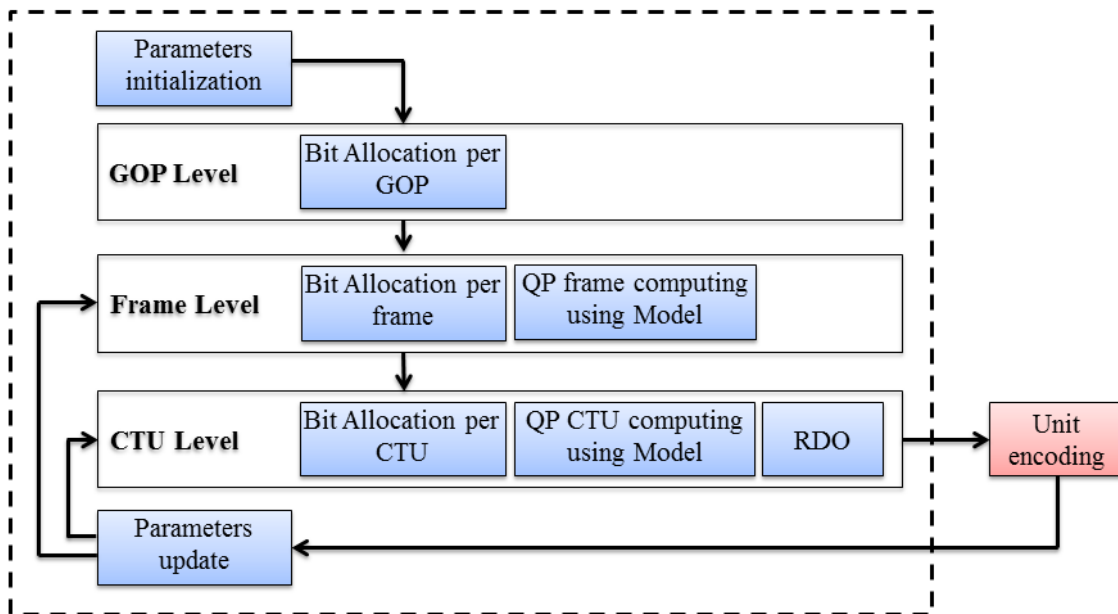 Parameters
initialization
GOP Level
Bit Allocation per
GOP
Frame Level
Bit Allocation per
frame
QP frame computing
using Model
CTU Level
Bit Allocation per
CTU
QP CTU computing
using Model
RDO
Unit
encoding
Parameters
update